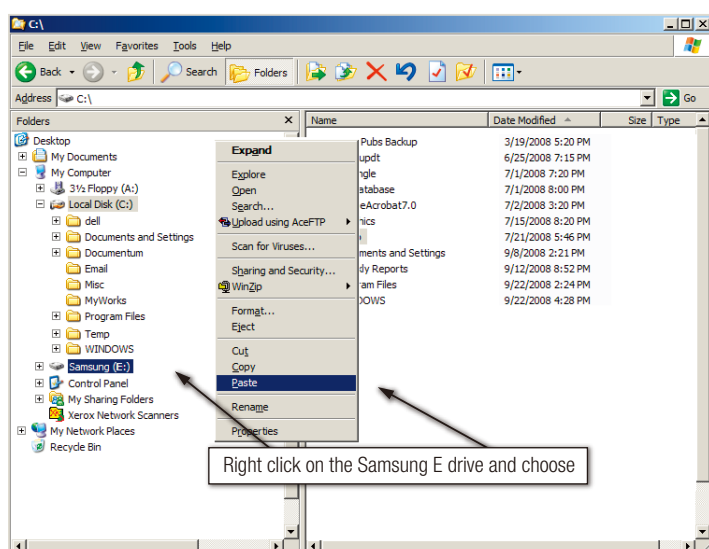 C:\
File Edit View Favorites Tools Help
Back Search Folders
Address C:\ Go
Folders × Name Date Modified Size Type
Desktop
My Documents
My Computer
3½ Floppy (A:)
Local Disk (C:)
dell
Documents and Settings
Documentum
Email
Misc
MyWorks
Program Files
Temp
WINDOWS
Samsung (E:)
Control Panel
My Sharing Folders
Xerox Network Scanners
My Network Places
Recycle Bin
Expand
Explore
Open
Search...
Upload using AceFTP
Scan for Viruses...
Sharing and Security...
WinZip
Format...
Eject
Cut
Copy
Paste
Rename
Properties
Pubs Backup 3/19/2008 5:20 PM
updt 6/25/2008 7:15 PM
ngle 7/1/2008 7:20 PM
atabase 7/1/2008 8:00 PM
eAcrobat7.0 7/2/2008 3:20 PM
hics 7/15/2008 8:20 PM
7/21/2008 5:46 PM
ments and Settings 9/8/2008 2:21 PM
dy Reports 9/12/2008 8:52 PM
am Files 9/22/2008 2:24 PM
OWS 9/22/2008 4:28 PM
Right click on the Samsung E drive and choose